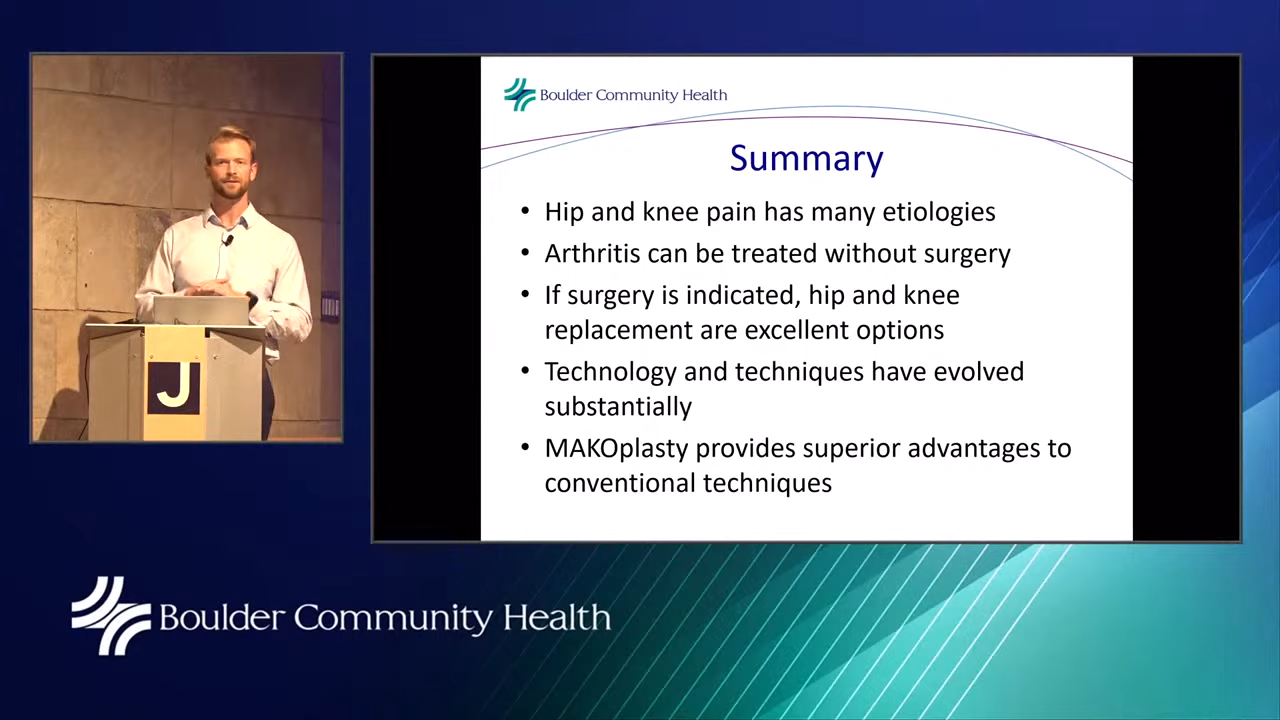 Boulder Community Health
Summary
• Hip and knee pain has many etiologies
• Arthritis can be treated without surgery
• If surgery is indicated, hip and knee
replacement are excellent options
• Technology and techniques have evolved
substantially
• MAKOplasty provides superior advantages to
conventional techniques
J
Boulder Community Health